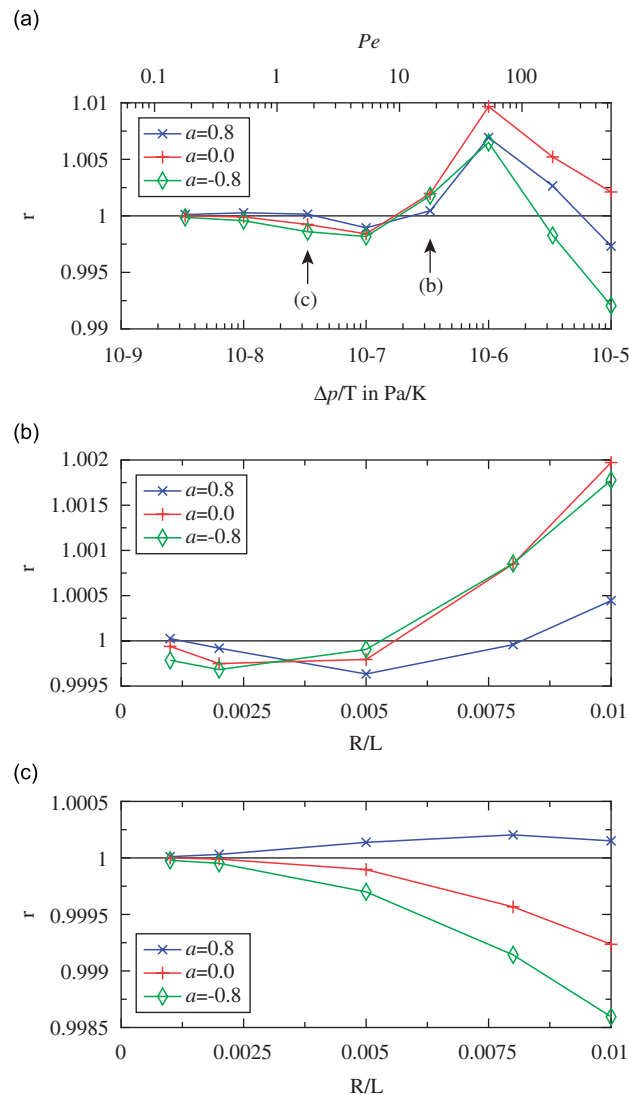 (a)
Pe
0.1 1 10 100
1.01
1.005
1
0.995
0.99
r
a=0.8
a=0.0
a=-0.8
(c)
(b)
10-9 10-8 10-7 10-6 10-5
Δp/T in Pa/K
(b)
1.002
1.0015
1.001
1.0005
1
0.9995
r
a=0.8
a=0.0
a=-0.8
0 0.0025 0.005 0.0075 0.01
R/L
(c)
1.0005
1
0.9995
0.999
0.9985
r
a=0.8
a=0.0
a=-0.8
0 0.0025 0.005 0.0075 0.01
R/L